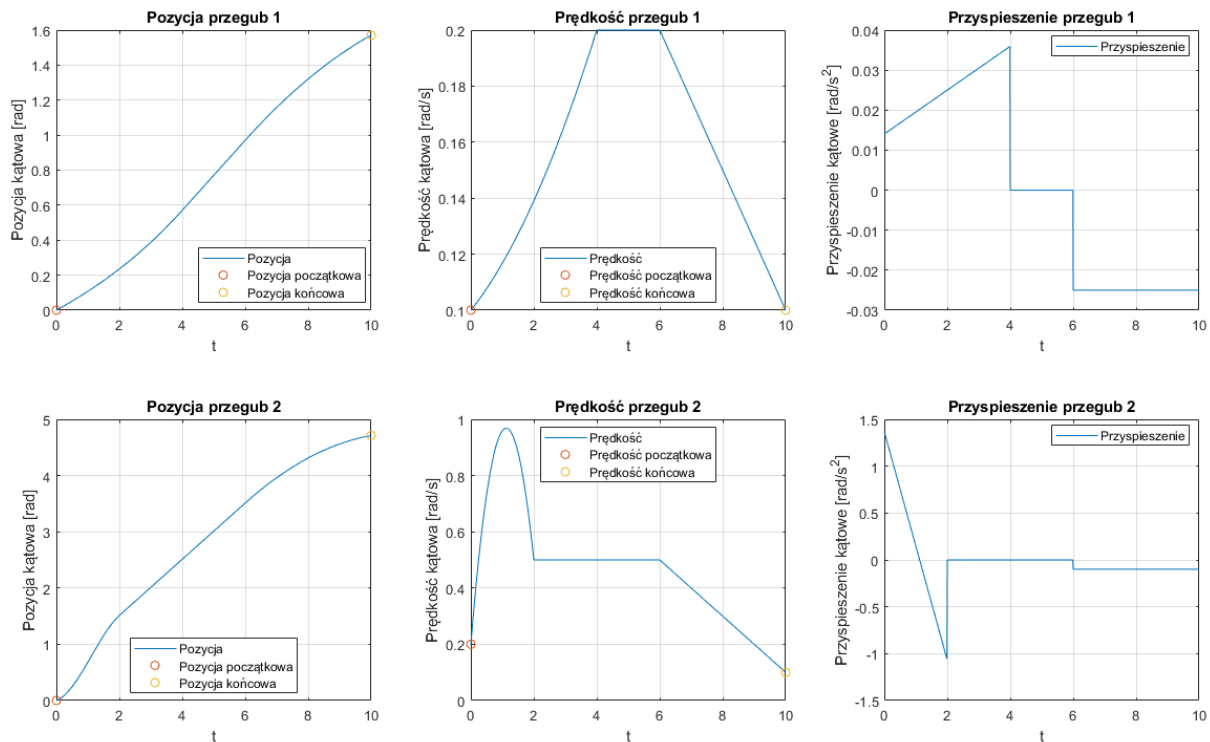 Pozycja przegub 1
Pozycja kątowa [rad]
1.6
1.4
1.2
1
0.8
0.6
0.4
0.2
0
Pozycja
Pozycja początkowa
Pozycja końcowa
0 2 4 6 8 10
t
Prędkość przegub 1
Prędkość kątowa [rad/s]
0.2
0.18
0.16
0.14
0.12
0.1
Prędkość
Prędkość początkowa
Prędkość końcowa
0 2 4 6 8 10
t
Przyspieszenie przegub 1
Przyspieszenie kątowe [rad/s²]
0.04
0.03
0.02
0.01
0
-0.01
-0.02
-0.03
Przyspieszenie
0 2 4 6 8 10
t
Pozycja przegub 2
Pozycja kątowa [rad]
5
4
3
2
1
0
Pozycja
Pozycja początkowa
Pozycja końcowa
0 2 4 6 8 10
t
Prędkość przegub 2
Prędkość kątowa [rad/s]
1
0.8
0.6
0.4
0.2
0
Prędkość
Prędkość początkowa
Prędkość końcowa
0 2 4 6 8 10
t
Przyspieszenie przegub 2
Przyspieszenie kątowe [rad/s²]
1.5
1
0.5
0
-0.5
-1
-1.5
Przyspieszenie
0 2 4 6 8 10
t